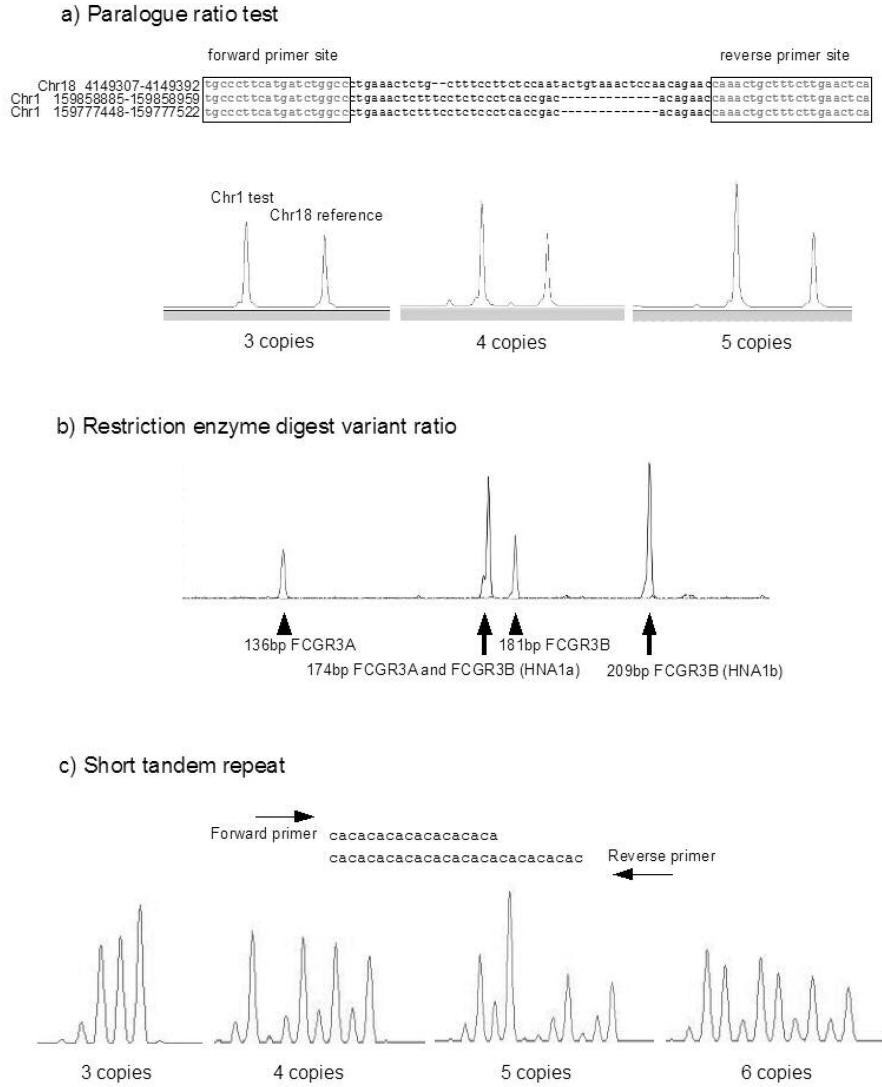 a) Paralogue ratio test
forward primer site
reverse primer site
Chr18 4149307-4149392 tgcccttcatgatctggccctgaaactctg--ctttccttctccaatactgtaaactccaacagaaccaaactgctttcttgaactca
Chr1 159858885-159858959 tgcccttcatgatctggccctgaaactctttcctctccctcaccgac-------------acagaaccaaactgctttcttgaactca
Chr1 159777448-159777522 tgcccttcatgatctggccctgaaactctttcctctccctcaccgac-------------acagaaccaaactgctttcttgaactca
Chr1 test
Chr18 reference
3 copies
4 copies
5 copies
b) Restriction enzyme digest variant ratio
136bp FCGR3A
181bp FCGR3B
174bp FCGR3A and FCGR3B (HNA1a)
209bp FCGR3B (HNA1b)
c) Short tandem repeat
Forward primer
cacacacacacacacaca
cacacacacacacacacacacacacac
Reverse primer
3 copies
4 copies
5 copies
6 copies